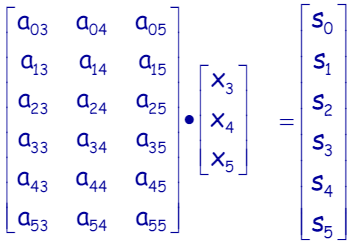 a₀₃ a₀₄ a₀₅ s₀
a₁₃ a₁₄ a₁₅ x₃ s₁
a₂₃ a₂₄ a₂₅ • x₄ = s₂
a₃₃ a₃₄ a₃₅ x₅ s₃
a₄₃ a₄₄ a₄₅ s₄
a₅₃ a₅₄ a₅₅ s₅